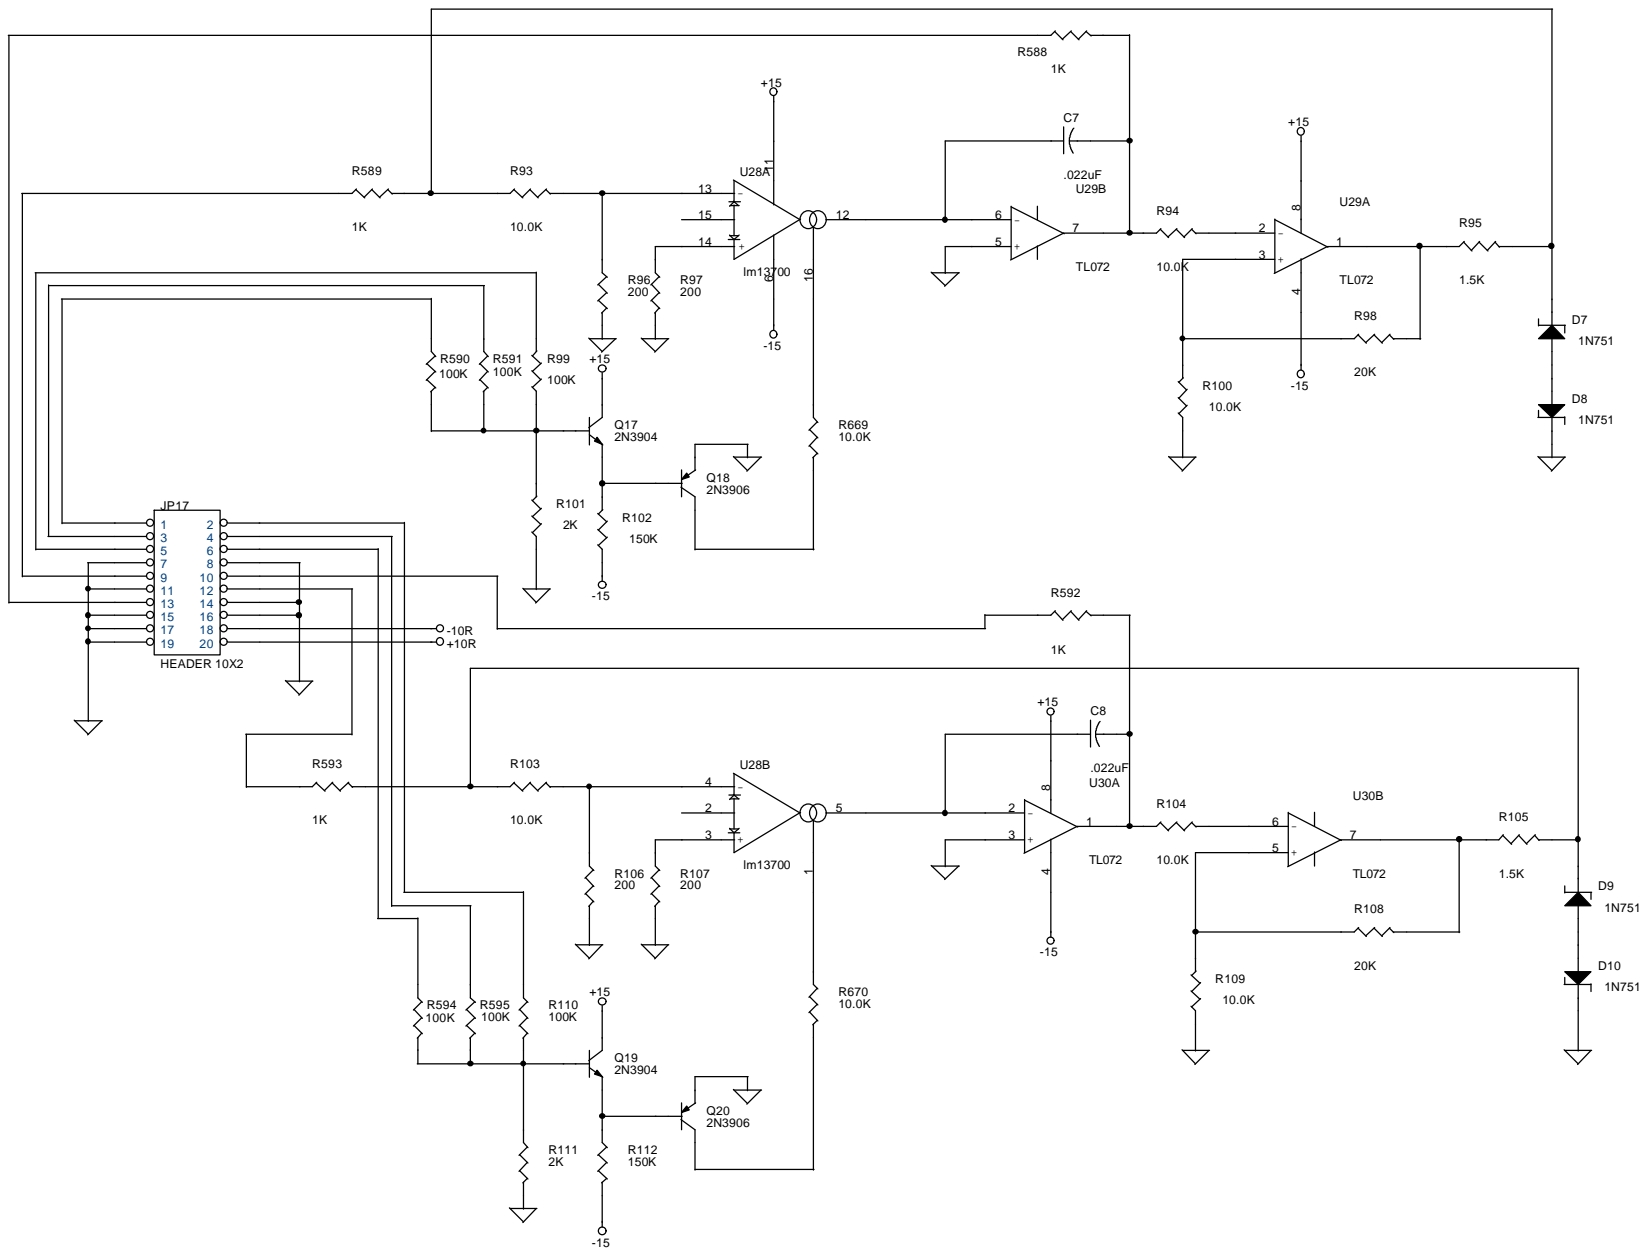 R588
1K
+15
C7
.022uF
U29B
+15
R589
1K
R93
10.0K
U28A
11
13
15
14
12
16
6
lm13700
-15
R96
200
R97
200
6
5
7
TL072
R94
10.0K
U29A
8
2
3
1
4
TL072
-15
R95
1.5K
R98
20K
R100
10.0K
D7
1N751
D8
1N751
R590
100K
R591
100K
R99
100K
+15
Q17
2N3904
R669
10.0K
Q18
2N3906
R101
2K
R102
150K
-15
JP17
1 2
3 4
5 6
7 8
9 10
11 12
13 14
15 16
17 18
19 20
HEADER 10X2
-10R
+10R
R592
1K
+15
C8
.022uF
U30A
R593
1K
R103
10.0K
U28B
4
2
3
5
1
lm13700
R106
200
R107
200
8
2
3
1
4
TL072
-15
R104
10.0K
U30B
6
5
7
TL072
R105
1.5K
R108
20K
R109
10.0K
D9
1N751
D10
1N751
R594
100K
R595
100K
R110
100K
+15
Q19
2N3904
R670
10.0K
Q20
2N3906
R111
2K
R112
150K
-15